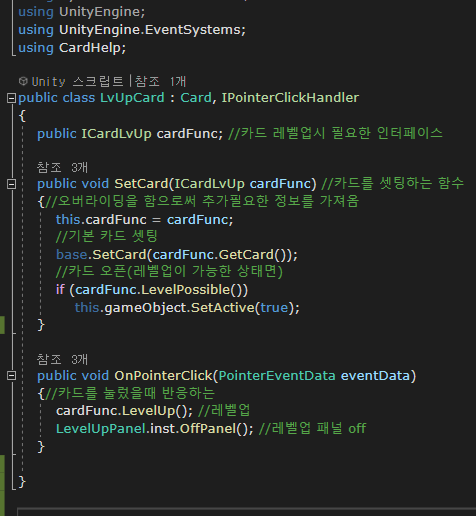 using UnityEngine;
using UnityEngine.EventSystems;
using CardHelp;
Unity 스크립트|참조 1개
public class LvUpCard : Card, IPointerClickHandler
{
public ICardLvUp cardFunc; //카드 레벨업시 필요한 인터페이스
참조 3개
public void SetCard(ICardLvUp cardFunc) //카드를 셋팅하는 함수
{//오버라이팅을 함으로써 추가필요한 정보를 가져옴
this.cardFunc = cardFunc;
//기본 카드 셋팅
base.SetCard(cardFunc.GetCard());
//카드 오픈(레벨업이 가능한 상태면)
if (cardFunc.LevelPossible())
this.gameObject.SetActive(true);
}
참조 3개
public void OnPointerClick(PointerEventData eventData)
{//카드를 눌렀을때 반응하는
cardFunc.LevelUp(); //레벨업
LevelUpPanel.inst.OffPanel(); //레벨업 패널 off
}
}